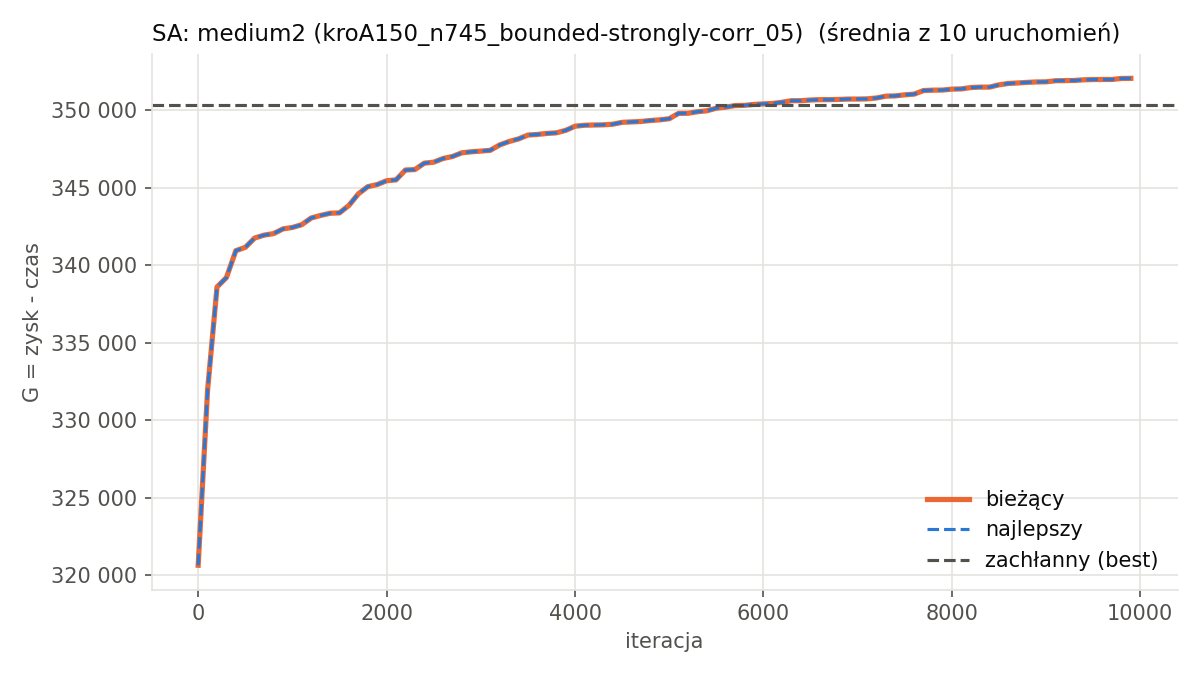 SA: medium2 (kroA150_n745_bounded-strongly-corr_05)  (średnia z 10 uruchomień)
G = zysk - czas
350 000
345 000
340 000
335 000
330 000
325 000
320 000
bieżący
najlepszy
zachłanny (best)
0 2000 4000 6000 8000 10000
iteracja